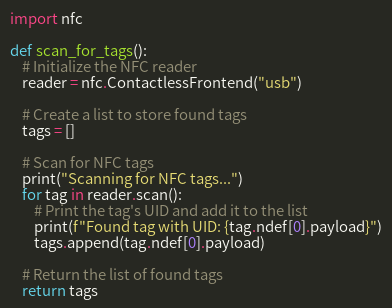 import nfc

def scan_for_tags():
    # Initialize the NFC reader
    reader = nfc.ContactlessFrontend("usb")

    # Create a list to store found tags
    tags = []

    # Scan for NFC tags
    print("Scanning for NFC tags...")
    for tag in reader.scan():
        # Print the tag's UID and add it to the list
        print(f"Found tag with UID: {tag.ndef[0].payload}")
        tags.append(tag.ndef[0].payload)

    # Return the list of found tags
    return tags